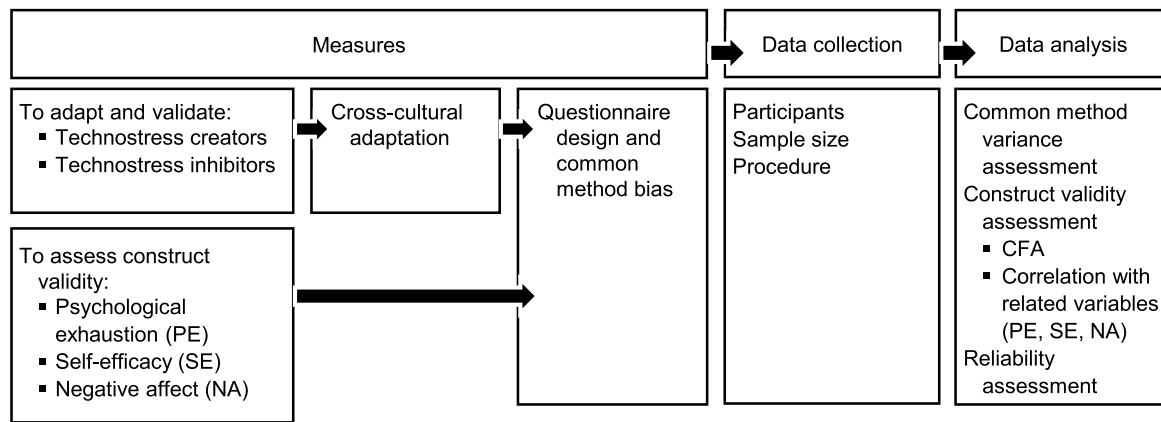 Measures
Data collection
Data analysis
To adapt and validate:
▪ Technostress creators
▪ Technostress inhibitors
Cross-cultural
adaptation
Questionnaire
design and
common
method bias
Participants
Sample size
Procedure
Common method
variance
assessment
Construct validity
assessment
▪ CFA
▪ Correlation with
related variables
(PE, SE, NA)
Reliability
assessment
To assess construct
validity:
▪ Psychological
exhaustion (PE)
▪ Self-efficacy (SE)
▪ Negative affect (NA)